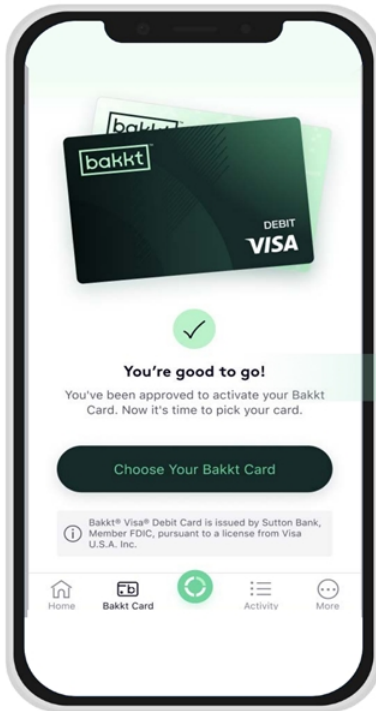 bakkt
bakkt™
DEBIT
VISA
You're good to go!
You've been approved to activate your Bakkt
Card. Now it's time to pick your card.
Choose Your Bakkt Card
Bakkt® Visa® Debit Card is issued by Sutton Bank,
Member FDIC, pursuant to a license from Visa
U.S.A. Inc.
Home
Bakkt Card
Activity
More